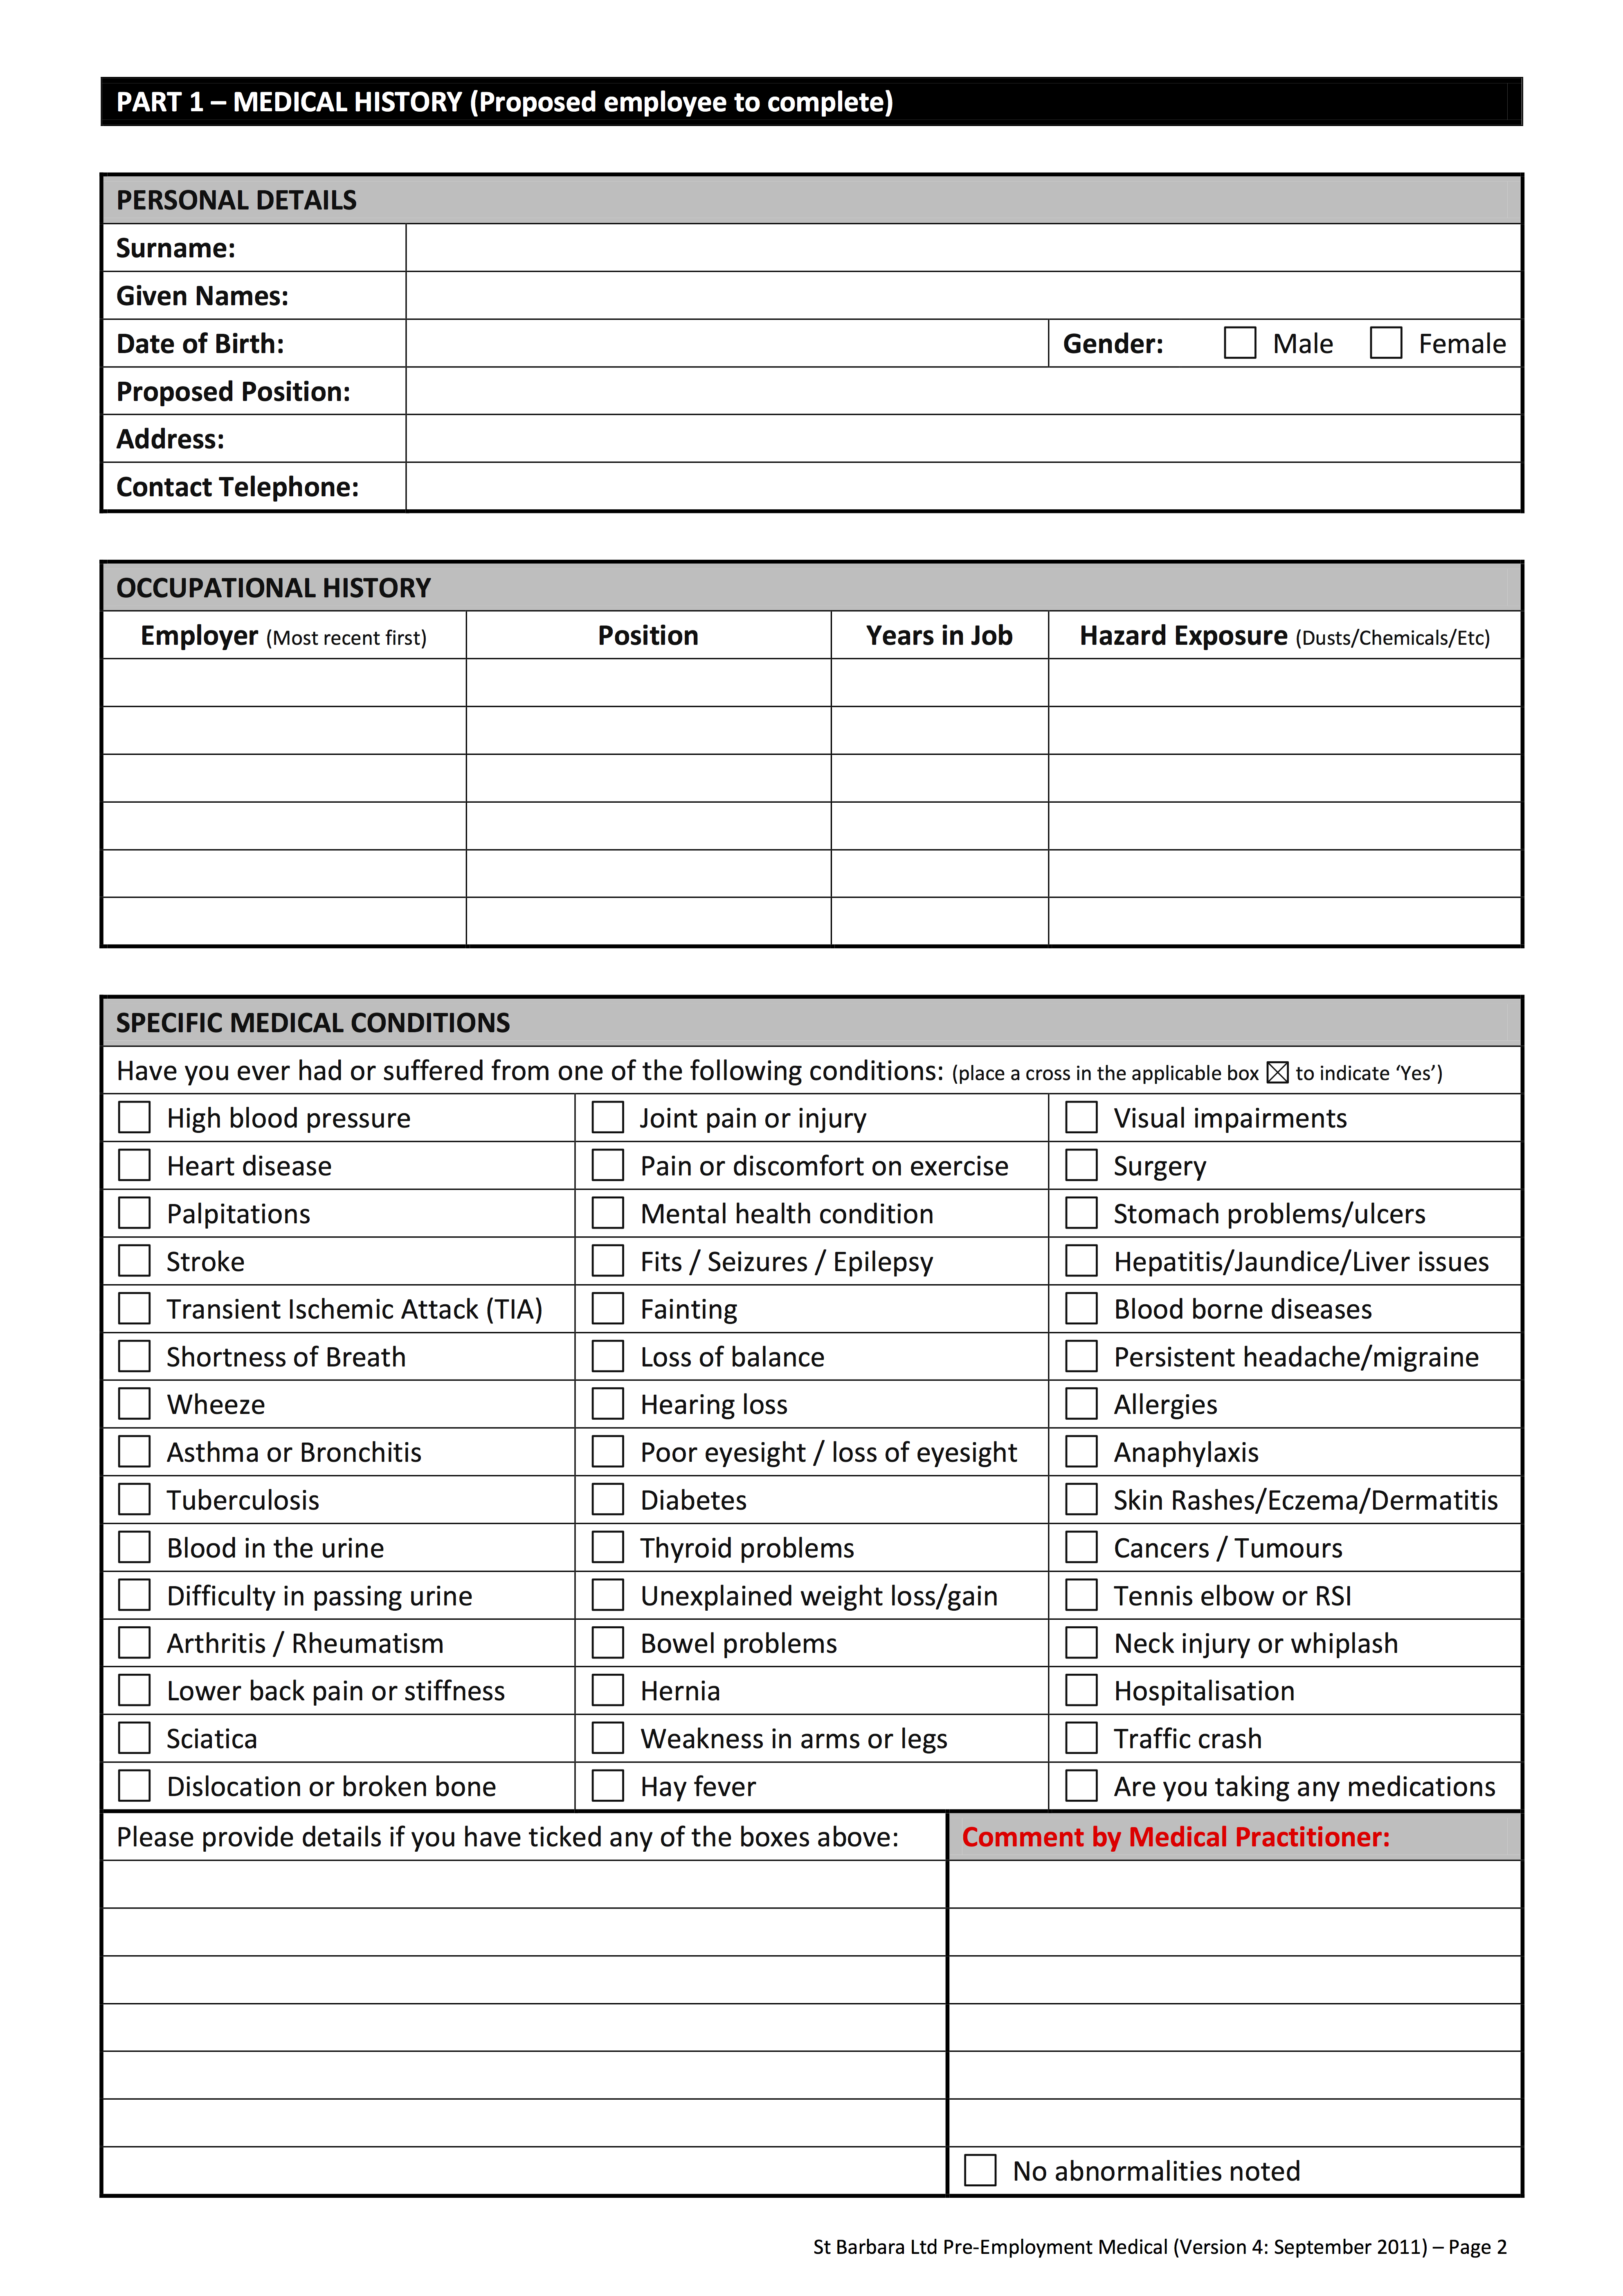 PART 1 – MEDICAL HISTORY (Proposed employee to complete)
PERSONAL DETAILS
Surname:
Given Names:
Date of Birth: Gender: Male Female
Proposed Position:
Address:
Contact Telephone:
OCCUPATIONAL HISTORY
Employer (Most recent first) Position Years in Job Hazard Exposure (Dusts/Chemicals/Etc)
SPECIFIC MEDICAL CONDITIONS
Have you ever had or suffered from one of the following conditions: (place a cross in the applicable box ☒ to indicate ‘Yes’)
High blood pressure Joint pain or injury Visual impairments
Heart disease Pain or discomfort on exercise Surgery
Palpitations Mental health condition Stomach problems/ulcers
Stroke Fits / Seizures / Epilepsy Hepatitis/Jaundice/Liver issues
Transient Ischemic Attack (TIA) Fainting Blood borne diseases
Shortness of Breath Loss of balance Persistent headache/migraine
Wheeze Hearing loss Allergies
Asthma or Bronchitis Poor eyesight / loss of eyesight Anaphylaxis
Tuberculosis Diabetes Skin Rashes/Eczema/Dermatitis
Blood in the urine Thyroid problems Cancers / Tumours
Difficulty in passing urine Unexplained weight loss/gain Tennis elbow or RSI
Arthritis / Rheumatism Bowel problems Neck injury or whiplash
Lower back pain or stiffness Hernia Hospitalisation
Sciatica Weakness in arms or legs Traffic crash
Dislocation or broken bone Hay fever Are you taking any medications
Please provide details if you have ticked any of the boxes above: Comment by Medical Practitioner:
No abnormalities noted
St Barbara Ltd Pre-Employment Medical (Version 4: September 2011) – Page 2